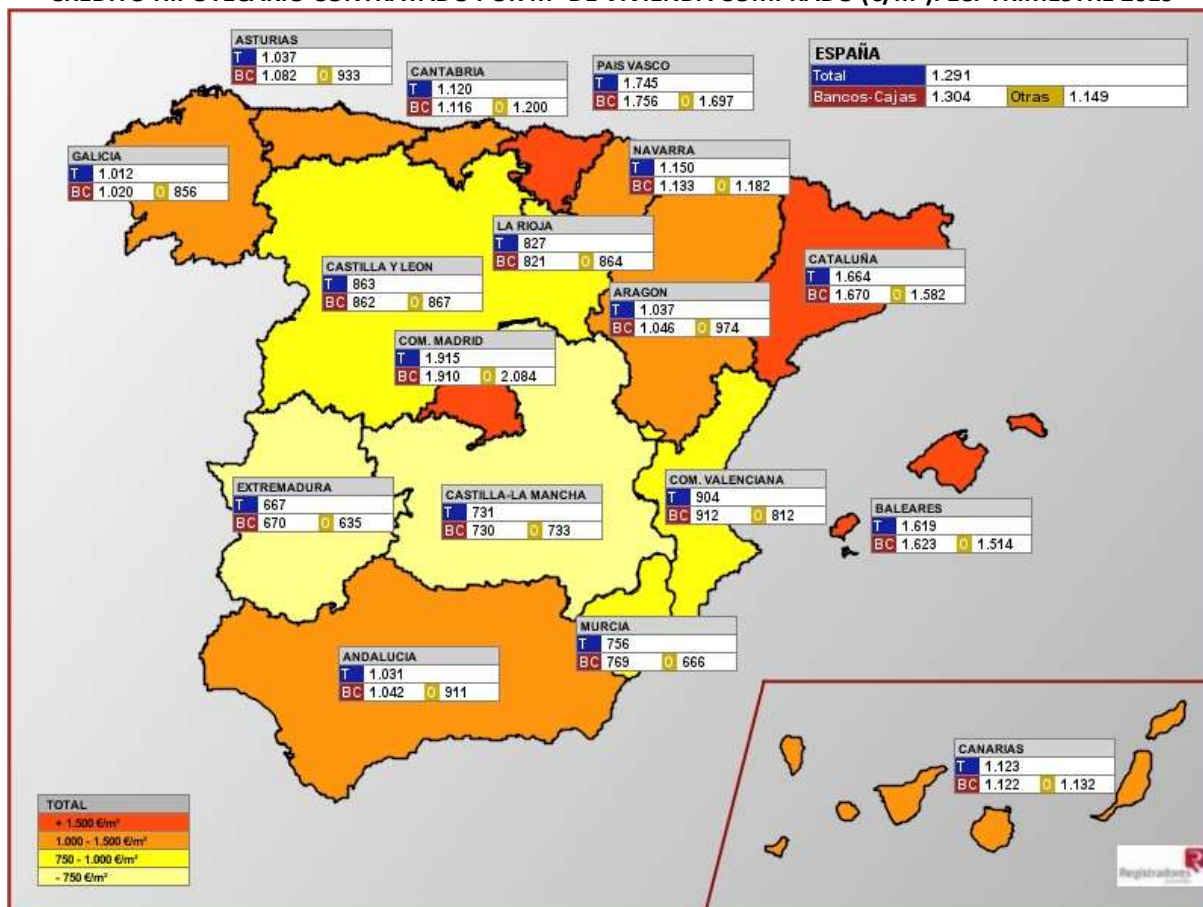 ASTURIAS
T 1.037
BC 1.082 O 933
CANTABRIA
T 1.120
BC 1.116 O 1.200
PAIS VASCO
T 1.745
BC 1.756 O 1.697
ESPAÑA
Total 1.291
Bancos-Cajas 1.304 Otras 1.149
GALICIA
T 1.012
BC 1.020 O 856
NAVARRA
T 1.150
BC 1.133 O 1.182
LA RIOJA
T 827
BC 821 O 864
CASTILLA Y LEON
T 863
BC 862 O 867
CATALUÑA
T 1.664
BC 1.670 O 1.582
ARAGON
T 1.037
BC 1.046 O 974
COM. MADRID
T 1.915
BC 1.910 O 2.084
EXTREMADURA
T 667
BC 670 O 635
CASTILLA-LA MANCHA
T 731
BC 730 O 733
COM. VALENCIANA
T 904
BC 912 O 812
BALEARES
T 1.619
BC 1.623 O 1.514
MURCIA
T 756
BC 769 O 666
ANDALUCIA
T 1.031
BC 1.042 O 911
CANARIAS
T 1.123
BC 1.122 O 1.132
TOTAL
+ 1.500 €/m²
1.000 - 1.500 €/m²
750 - 1.000 €/m²
- 750 €/m²
Registradores